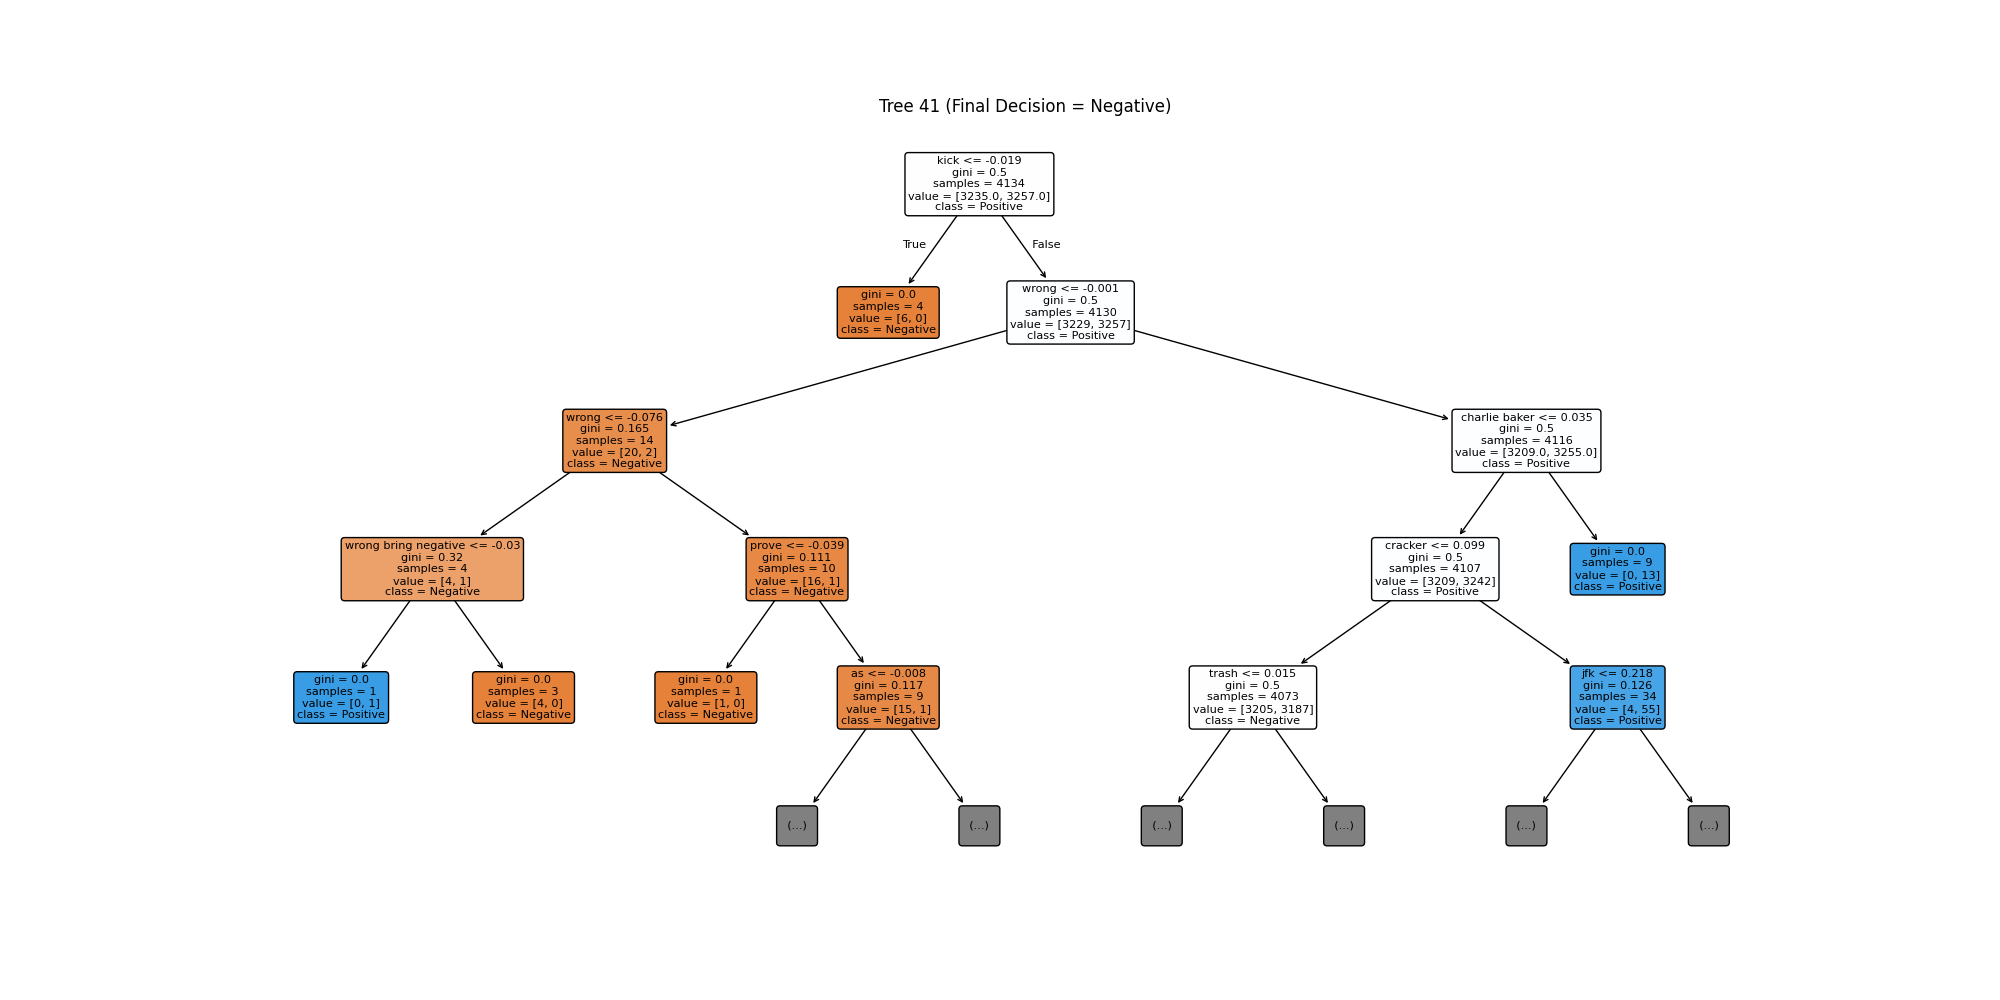 Tree 41 (Final Decision = Negative)
kick <= -0.019
gini = 0.5
samples = 4134
value = [3235.0, 3257.0]
class = Positive
True
False
gini = 0.0
samples = 4
value = [6, 0]
class = Negative
wrong <= -0.001
gini = 0.5
samples = 4130
value = [3229, 3257]
class = Positive
wrong <= -0.076
gini = 0.165
samples = 14
value = [20, 2]
class = Negative
charlie baker <= 0.035
gini = 0.5
samples = 4116
value = [3209.0, 3255.0]
class = Positive
wrong bring negative <= -0.03
gini = 0.32
samples = 4
value = [4, 1]
class = Negative
prove <= -0.039
gini = 0.111
samples = 10
value = [16, 1]
class = Negative
cracker <= 0.099
gini = 0.5
samples = 4107
value = [3209, 3242]
class = Positive
gini = 0.0
samples = 9
value = [0, 13]
class = Positive
gini = 0.0
samples = 1
value = [0, 1]
class = Positive
gini = 0.0
samples = 3
value = [4, 0]
class = Negative
gini = 0.0
samples = 1
value = [1, 0]
class = Negative
as <= -0.008
gini = 0.117
samples = 9
value = [15, 1]
class = Negative
trash <= 0.015
gini = 0.5
samples = 4073
value = [3205, 3187]
class = Negative
jfk <= 0.218
gini = 0.126
samples = 34
value = [4, 55]
class = Positive
(...)
(...)
(...)
(...)
(...)
(...)